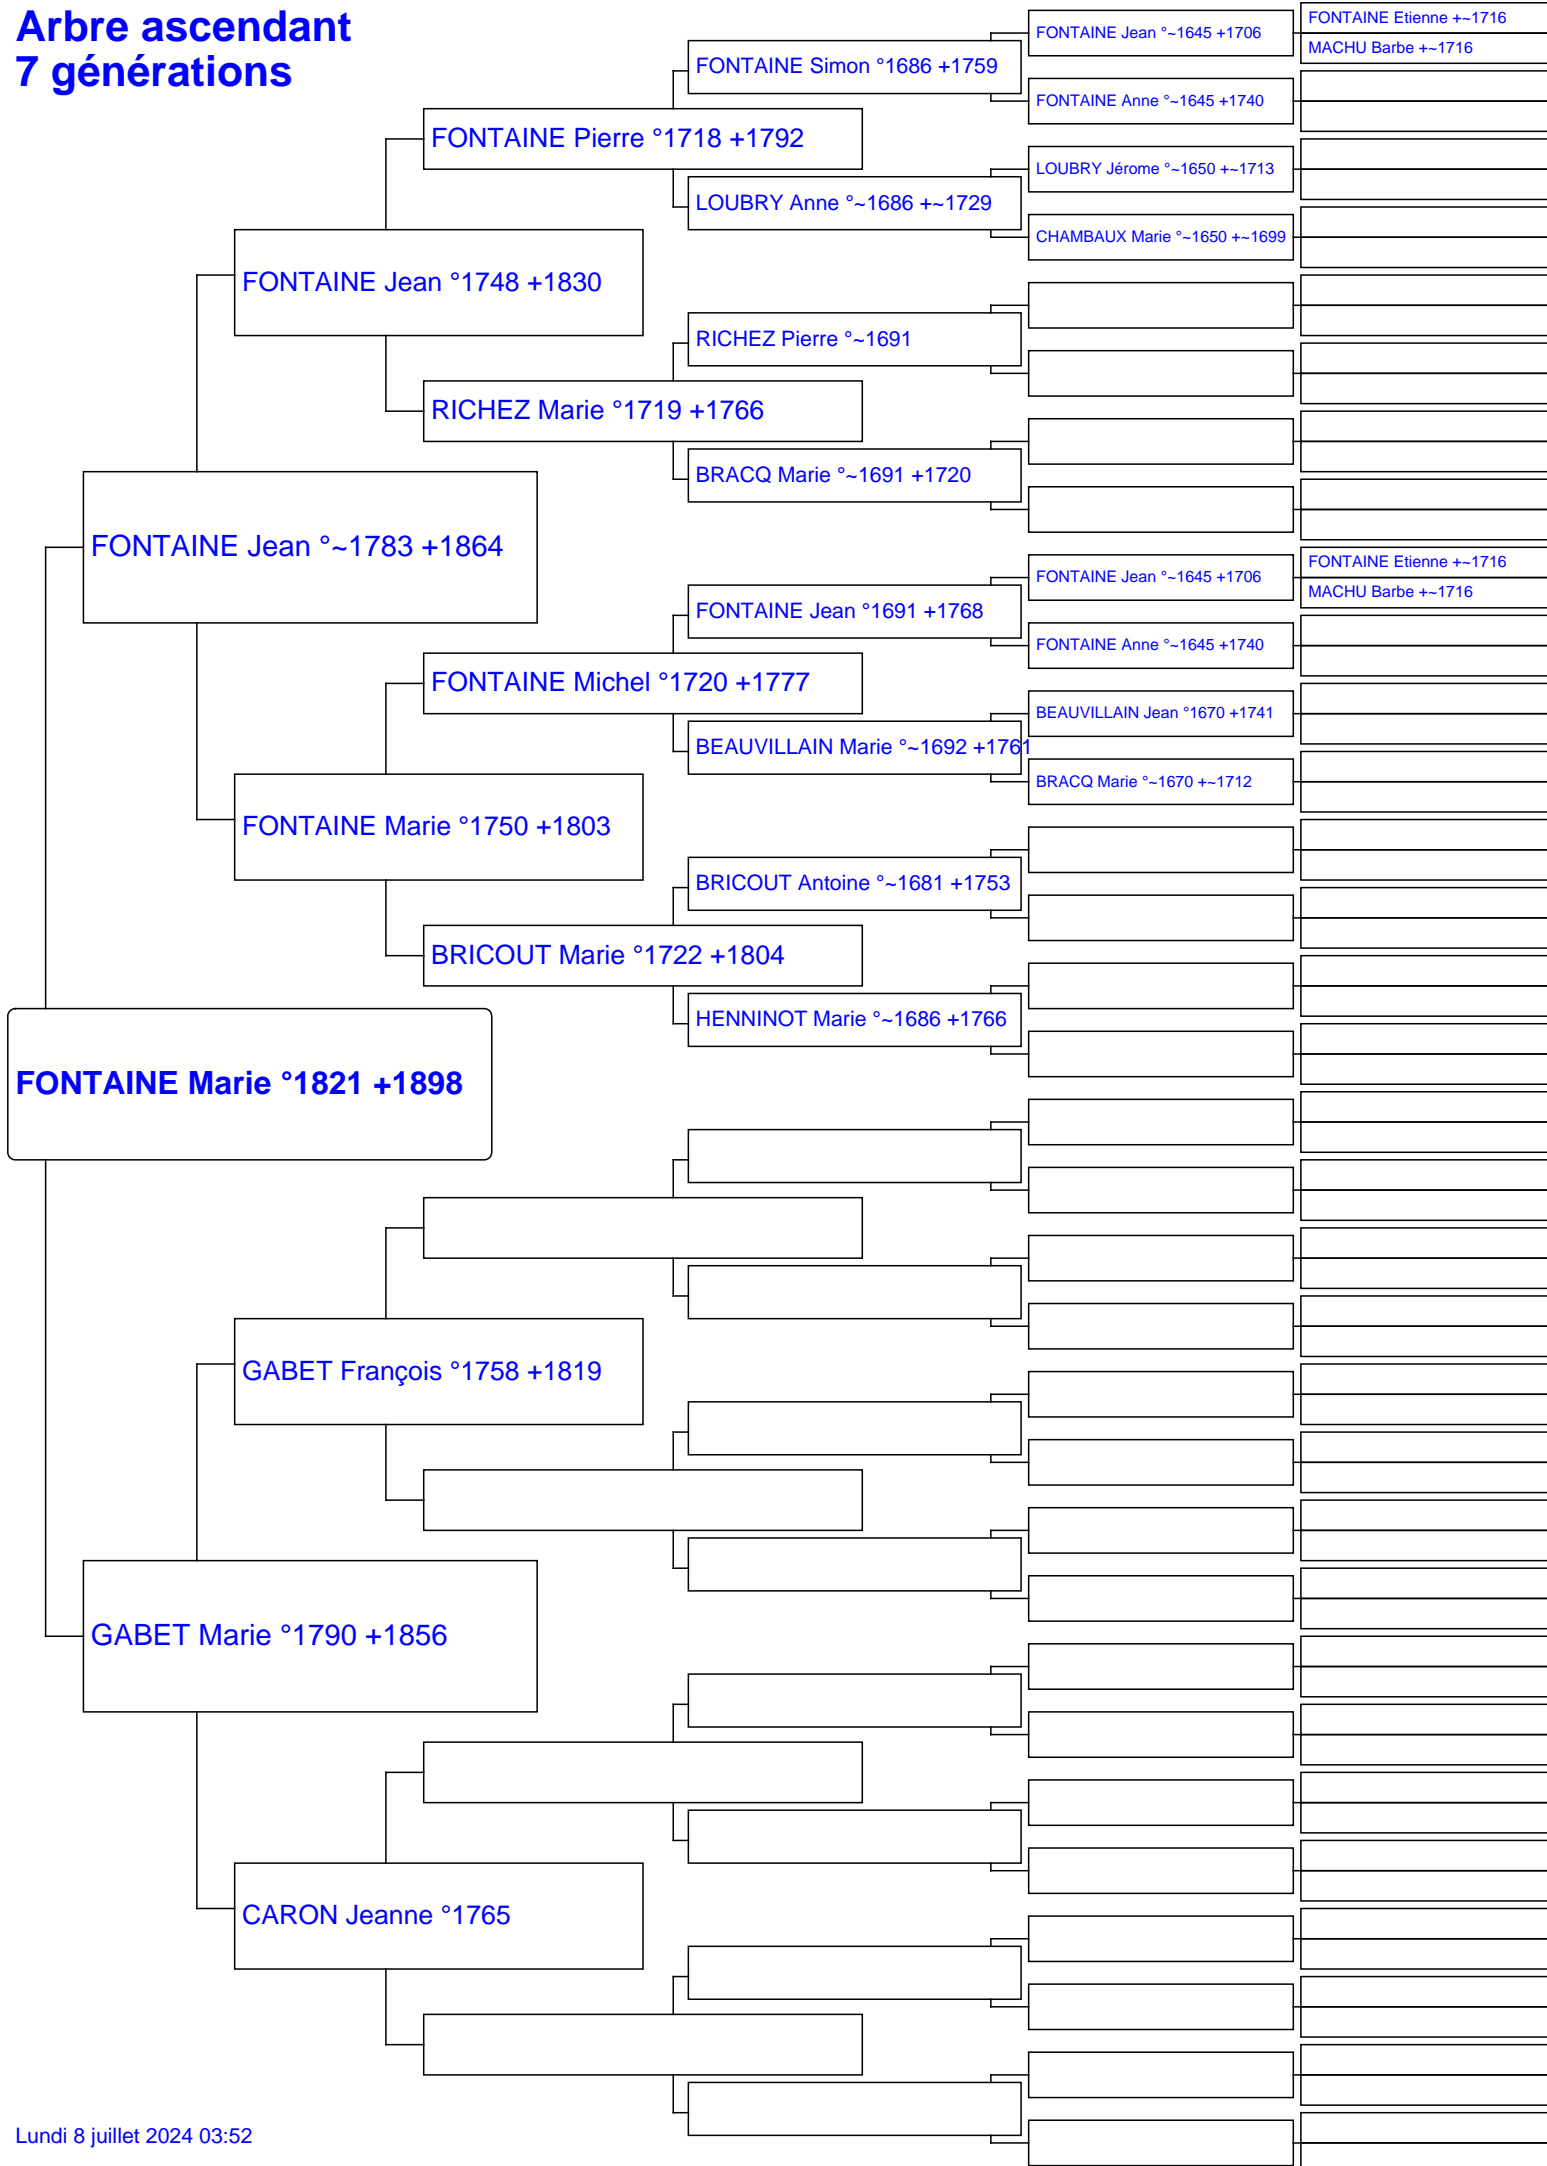 Arbre ascendant
7 générations
FONTAINE Marie °1821 +1898
FONTAINE Jean °~1783 +1864
GABET Marie °1790 +1856
FONTAINE Jean °1748 +1830
FONTAINE Marie °1750 +1803
GABET François °1758 +1819
CARON Jeanne °1765
FONTAINE Pierre °1718 +1792
RICHEZ Marie °1719 +1766
FONTAINE Michel °1720 +1777
BRICOUT Marie °1722 +1804
FONTAINE Simon °1686 +1759
LOUBRY Anne °~1686 +~1729
RICHEZ Pierre °~1691
BRACQ Marie °~1691 +1720
FONTAINE Jean °1691 +1768
BEAUVILLAIN Marie °~1692 +1761
BRICOUT Antoine °~1681 +1753
HENNINOT Marie °~1686 +1766
FONTAINE Jean °~1645 +1706
FONTAINE Anne °~1645 +1740
LOUBRY Jérome °~1650 +~1713
CHAMBAUX Marie °~1650 +~1699
FONTAINE Jean °~1645 +1706
FONTAINE Anne °~1645 +1740
BEAUVILLAIN Jean °1670 +1741
BRACQ Marie °~1670 +~1712
FONTAINE Etienne +~1716
MACHU Barbe +~1716
FONTAINE Etienne +~1716
MACHU Barbe +~1716
Lundi 8 juillet 2024 03:52